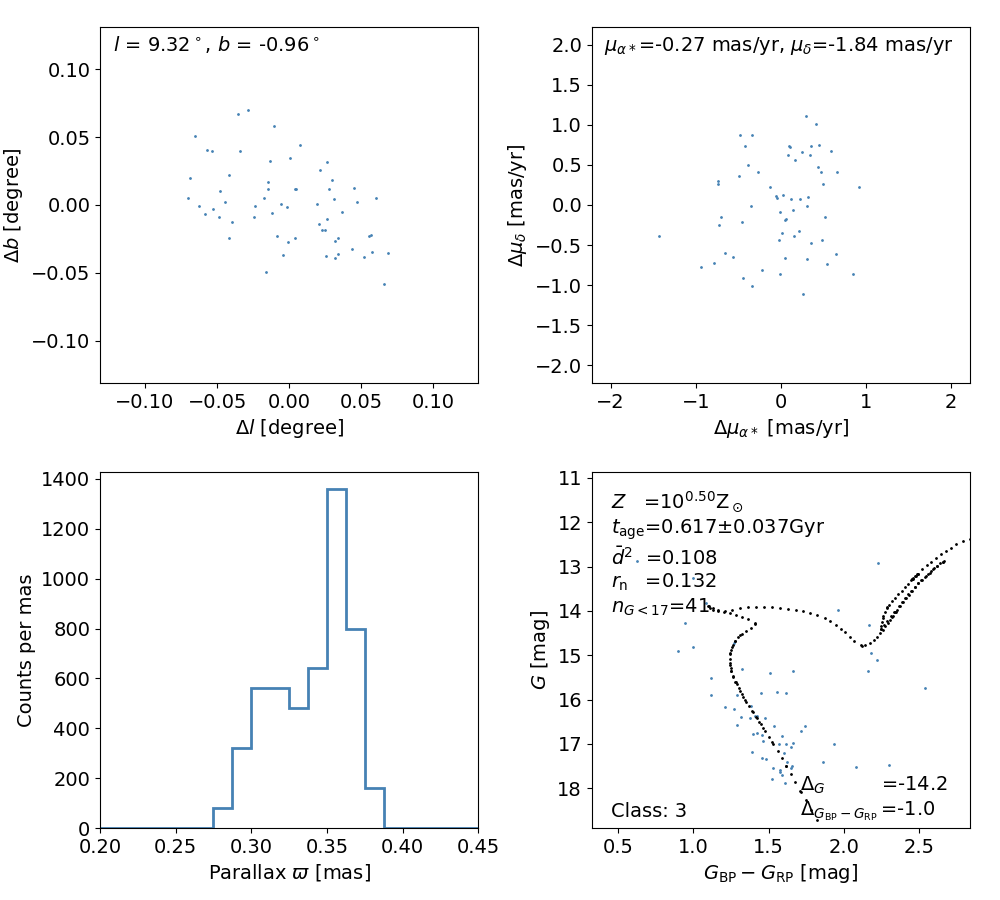 l = 9.32°, b = -0.96°
0.10
0.05
0.00
−0.05
−0.10
Δb [degree]
−0.10 −0.05 0.00 0.05 0.10
Δl [degree]
μα*=-0.27 mas/yr, μδ=-1.84 mas/yr
2.0
1.5
1.0
0.5
0.0
−0.5
−1.0
−1.5
−2.0
Δμδ [mas/yr]
−2 −1 0 1 2
Δμα* [mas/yr]
1400
1200
1000
800
600
400
200
0
Counts per mas
0.20 0.25 0.30 0.35 0.40 0.45
Parallax ϖ [mas]
11
12
13
14
15
16
17
18
G [mag]
Z =10^0.50 Z⊙
tage=0.617±0.037Gyr
d̄² =0.108
rn =0.132
nG<17=41
ΔG =-14.2
ΔGBP−GRP =-1.0
Class: 3
0.5 1.0 1.5 2.0 2.5
GBP − GRP [mag]